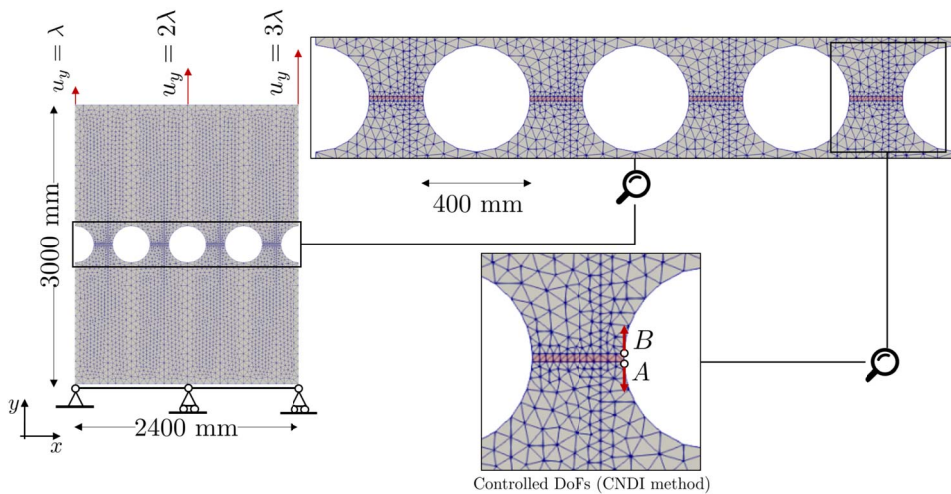 u_y = λ
u_y = 2λ
u_y = 3λ
3000 mm
2400 mm
y
x
400 mm
B
A
Controlled DoFs (CNDI method)